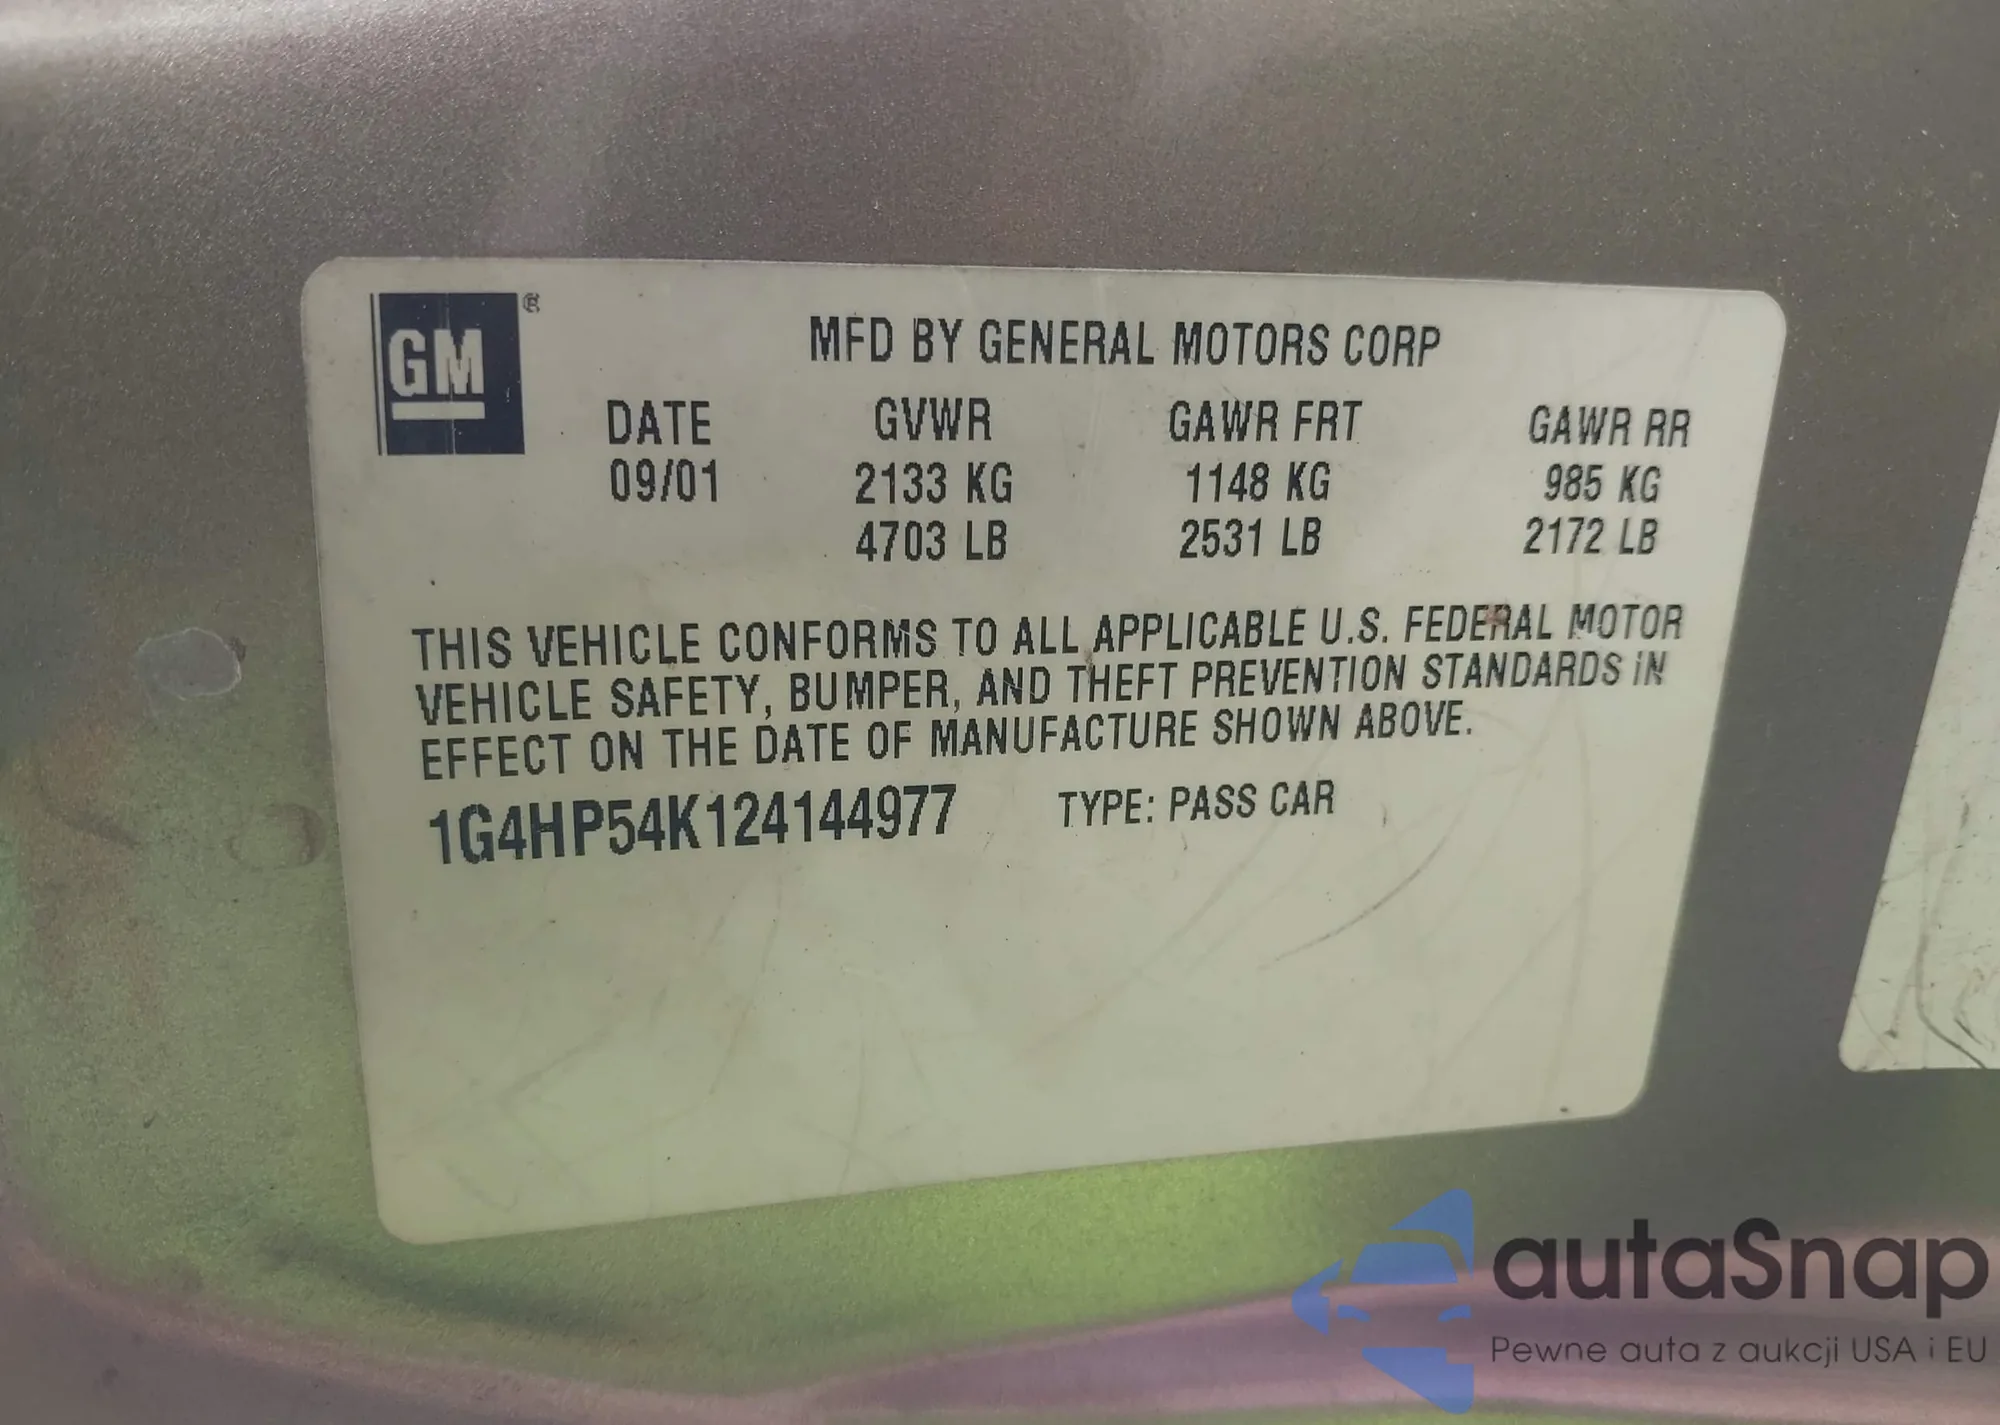 GM®
MFD BY GENERAL MOTORS CORP
DATE GVWR GAWR FRT GAWR RR
09/01 2133 KG 1148 KG 985 KG
4703 LB 2531 LB 2172 LB
THIS VEHICLE CONFORMS TO ALL APPLICABLE U.S. FEDERAL MOTOR
VEHICLE SAFETY, BUMPER, AND THEFT PREVENTION STANDARDS IN
EFFECT ON THE DATE OF MANUFACTURE SHOWN ABOVE.
1G4HP54K124144977 TYPE: PASS CAR
autaSnap
Pewne auta z aukcji USA i EU